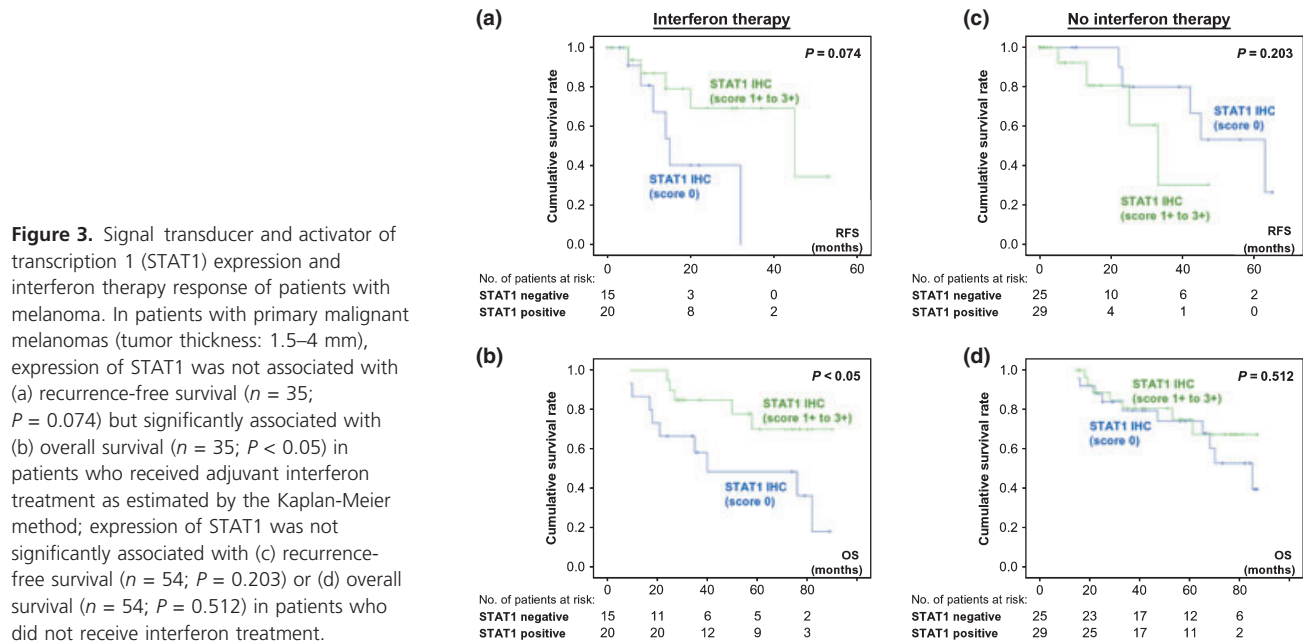 Figure 3. Signal transducer and activator of
transcription 1 (STAT1) expression and
interferon therapy response of patients with
melanoma. In patients with primary malignant
melanomas (tumor thickness: 1.5–4 mm),
expression of STAT1 was not associated with
(a) recurrence-free survival (n = 35;
P = 0.074) but significantly associated with
(b) overall survival (n = 35; P < 0.05) in
patients who received adjuvant interferon
treatment as estimated by the Kaplan-Meier
method; expression of STAT1 was not
significantly associated with (c) recurrence-
free survival (n = 54; P = 0.203) or (d) overall
survival (n = 54; P = 0.512) in patients who
did not receive interferon treatment.
(a)
Interferon therapy
P = 0.074
Cumulative survival rate
1.0
0.8
0.6
0.4
0.2
0.0
STAT1 IHC
(score 1+ to 3+)
STAT1 IHC
(score 0)
RFS
(months)
0 20 40 60
No. of patients at risk:
STAT1 negative 15 3 0
STAT1 positive 20 8 2
(c)
No interferon therapy
P = 0.203
Cumulative survival rate
1.0
0.8
0.6
0.4
0.2
0.0
STAT1 IHC
(score 0)
STAT1 IHC
(score 1+ to 3+)
RFS
(months)
0 20 40 60
No. of patients at risk:
STAT1 negative 25 10 6 2
STAT1 positive 29 4 1 0
(b)
P < 0.05
Cumulative survival rate
1.0
0.8
0.6
0.4
0.2
STAT1 IHC
(score 1+ to 3+)
STAT1 IHC
(score 0)
OS
(months)
0 20 40 60 80
No. of patients at risk:
STAT1 negative 15 11 6 5 2
STAT1 positive 20 20 12 9 3
(d)
P = 0.512
Cumulative survival rate
1.0
0.8
0.6
0.4
0.2
0.0
STAT1 IHC
(score 1+ to 3+)
STAT1 IHC
(score 0)
OS
(months)
0 20 40 60 80
No. of patients at risk:
STAT1 negative 25 23 17 12 6
STAT1 positive 29 25 17 11 2